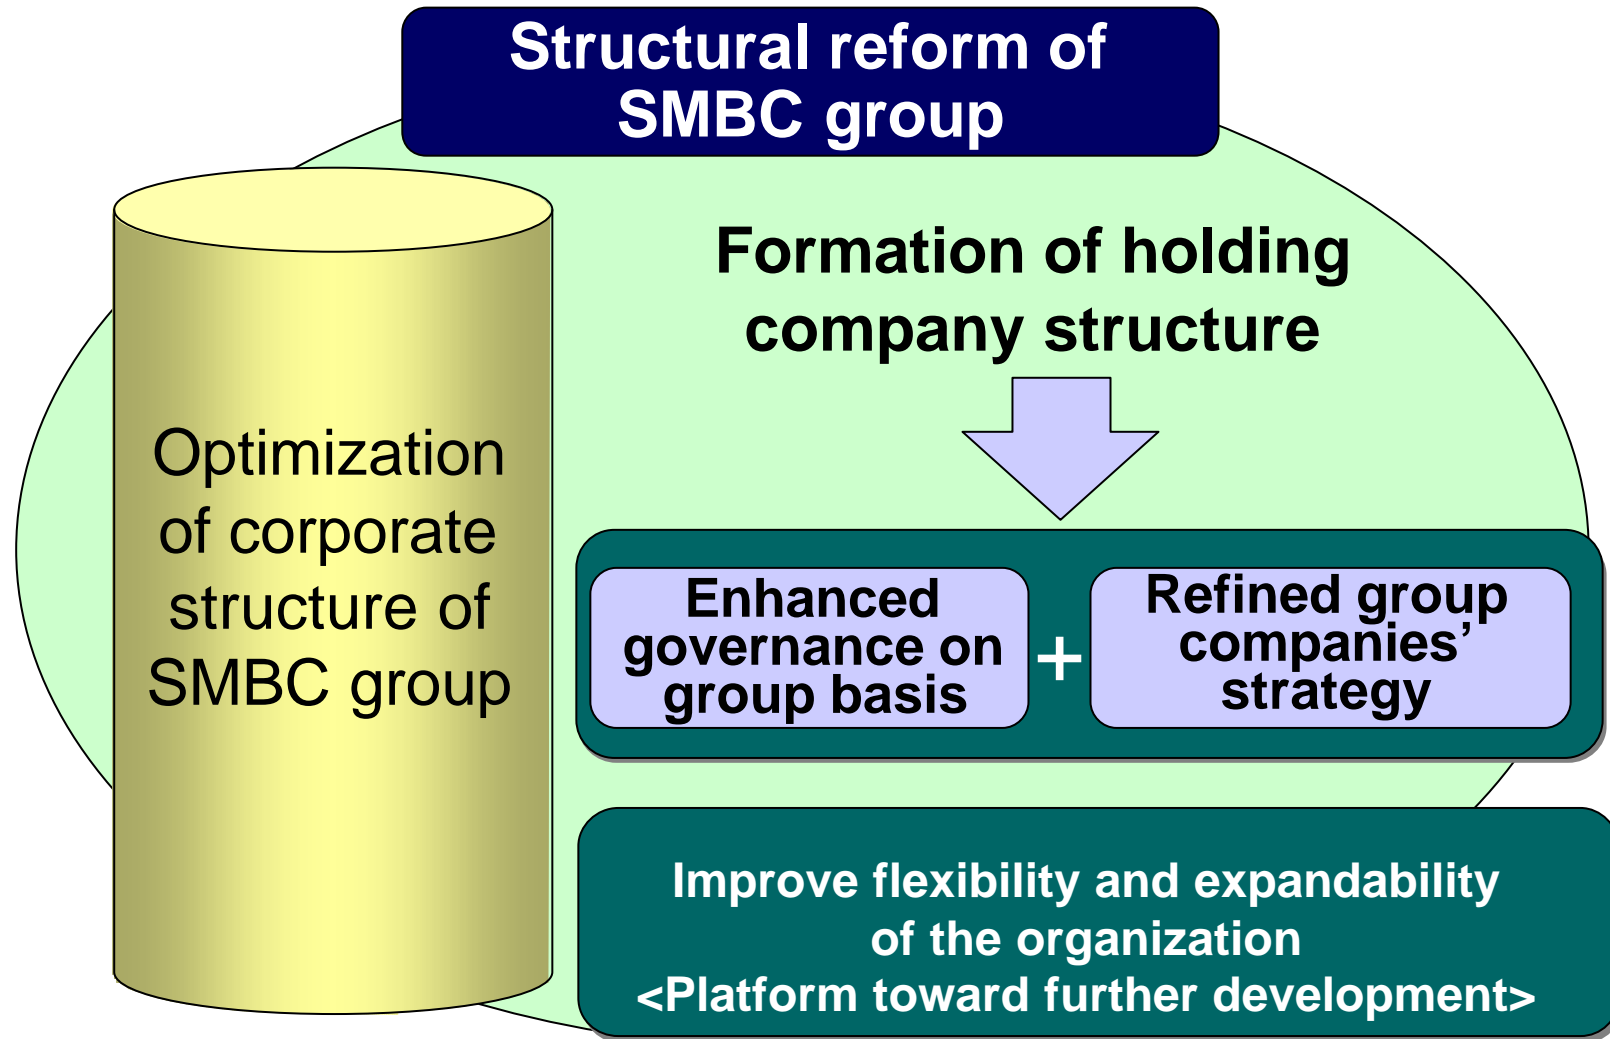 Structural reform of
SMBC group
Formation of holding
company structure
Optimization
of corporate
structure of
SMBC group
Enhanced
governance on
group basis
+
Refined group
companies’
strategy
Improve flexibility and expandability
of the organization
<Platform toward further development>